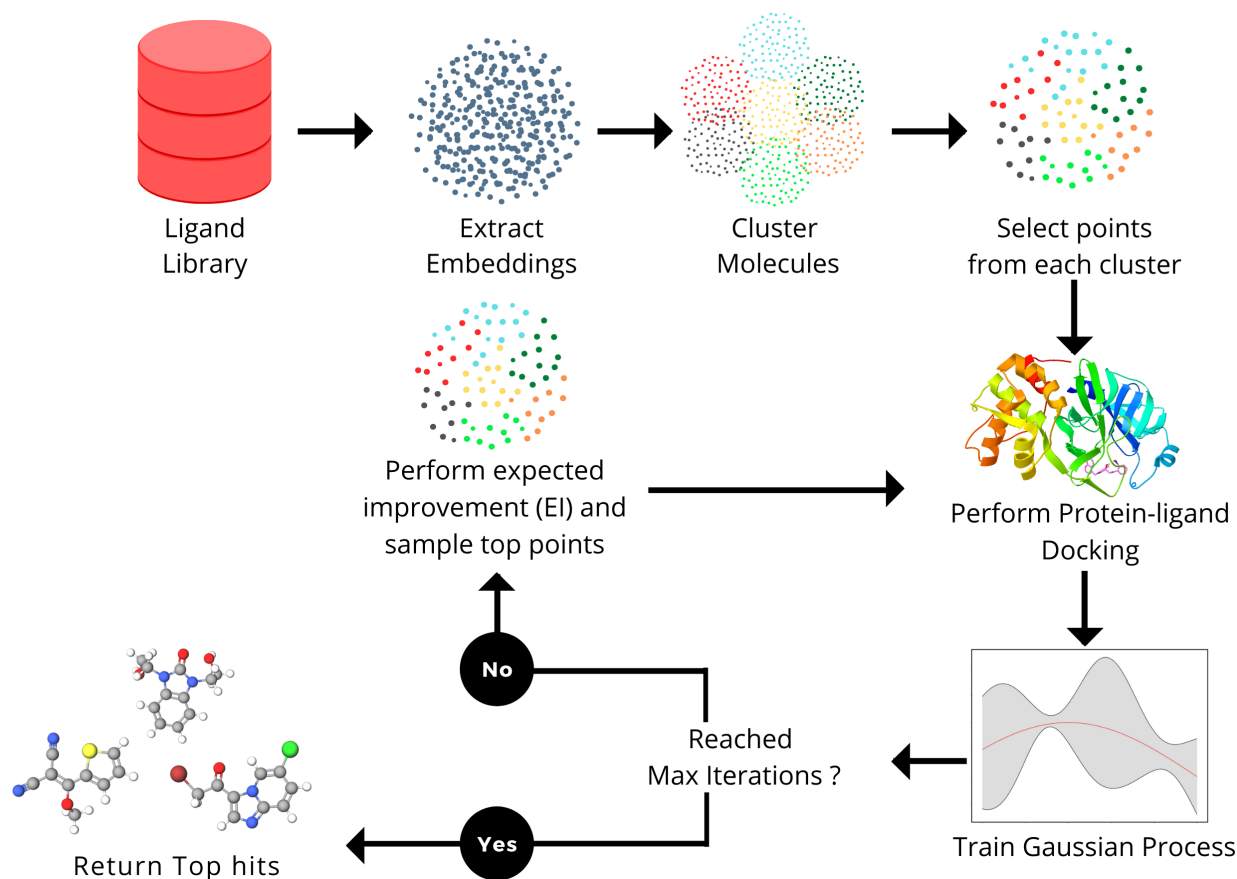 Ligand
Library
Extract
Embeddings
Cluster
Molecules
Select points
from each cluster
Perform expected
improvement (EI) and
sample top points
Perform Protein-ligand
Docking
No
Reached
Max Iterations ?
Yes
Train Gaussian Process
Return Top hits